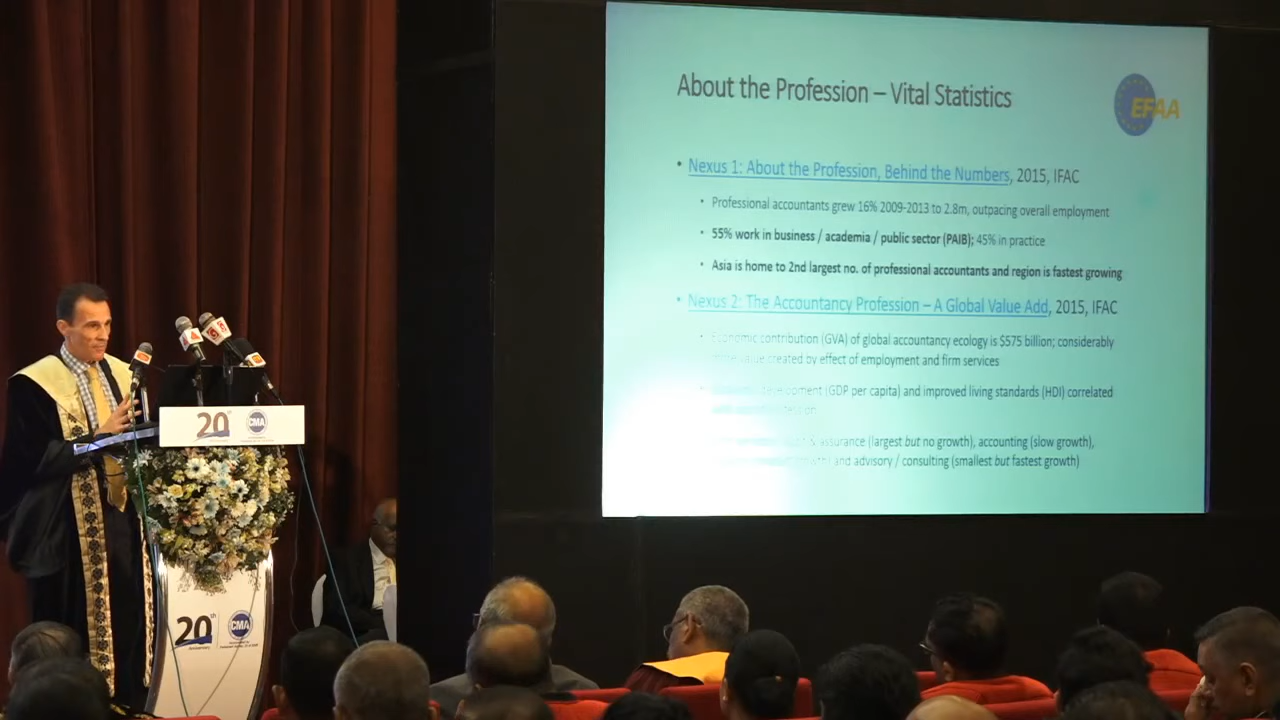 About the Profession – Vital Statistics
EFAA
• Nexus 1: About the Profession, Behind the Numbers, 2015, IFAC
• Professional accountants grew 16% 2009-2013 to 2.8m, outpacing overall employment
• 55% work in business / academia / public sector (PAIB); 45% in practice
• Asia is home to 2nd largest no. of professional accountants and region is fastest growing
• Nexus 2: The Accountancy Profession – A Global Value Add, 2015, IFAC
• Economic contribution (GVA) of global accountancy ecology is $575 billion; considerably
more value created by effect of employment and firm services
(GDP per capita) and improved living standards (HDI) correlated
& assurance (largest but no growth), accounting (slow growth),
and advisory / consulting (smallest but fastest growth)
20th
CMA
20th
Anniversary
CMA